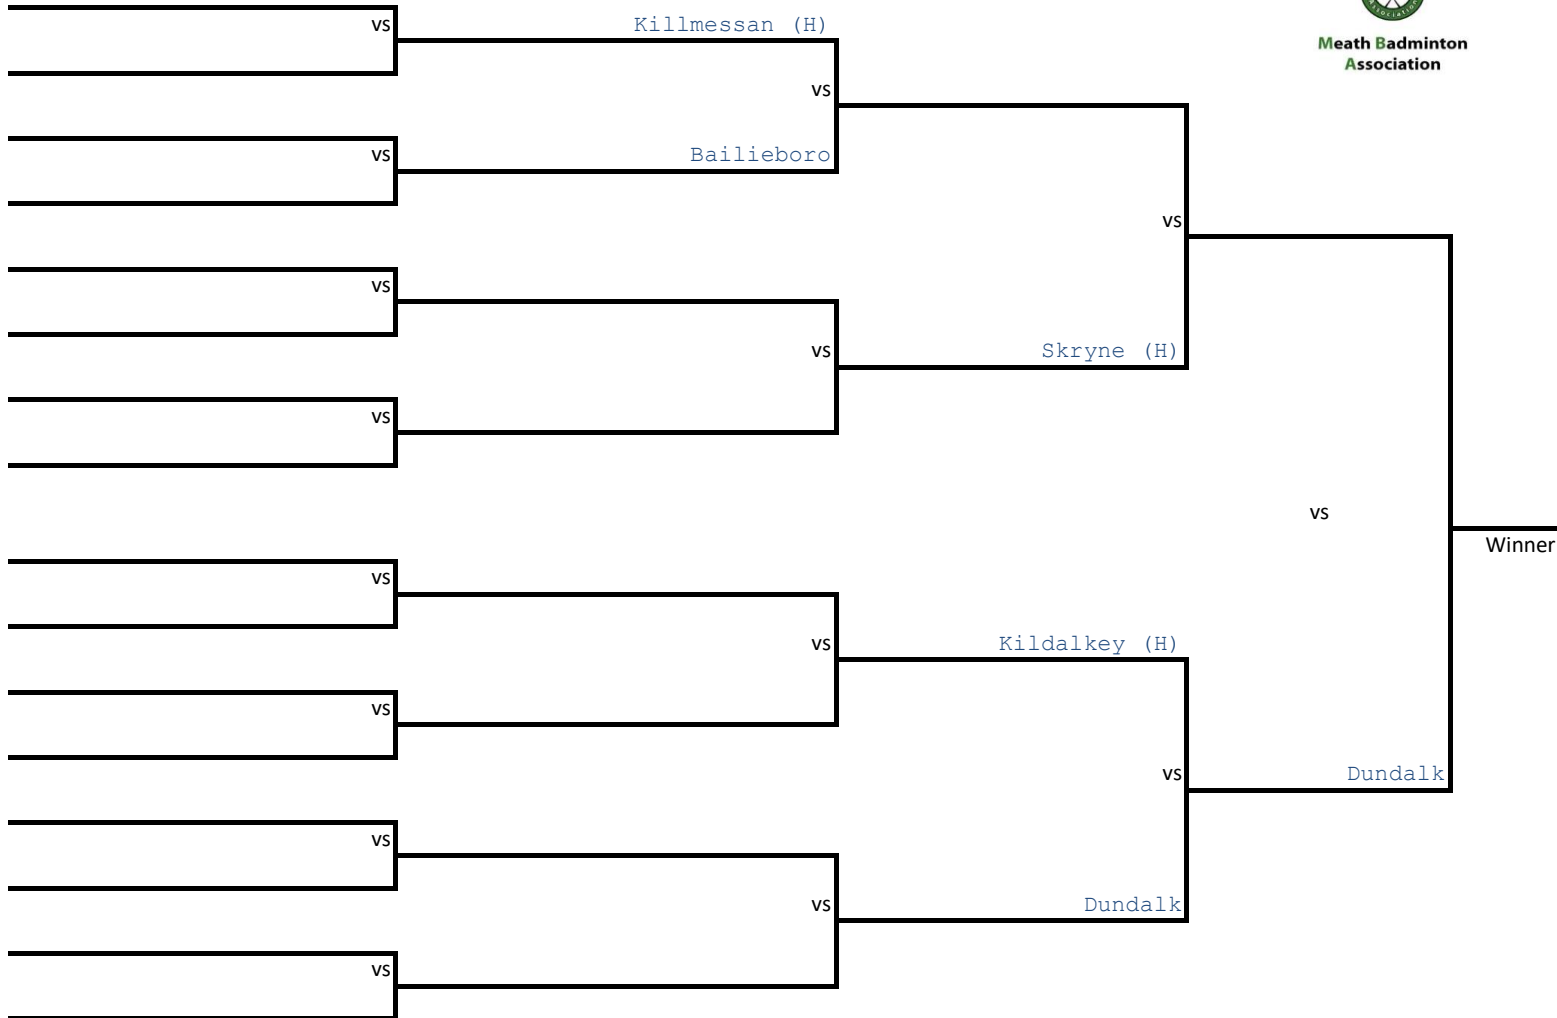 vs
Killmessan (H)
Association
Meath Badminton
Association
vs
vs
Bailieboro
vs
vs
vs
Skryne (H)
vs
vs
Winner
vs
vs
Kildalkey (H)
vs
vs
Dundalk
vs
vs
Dundalk
vs